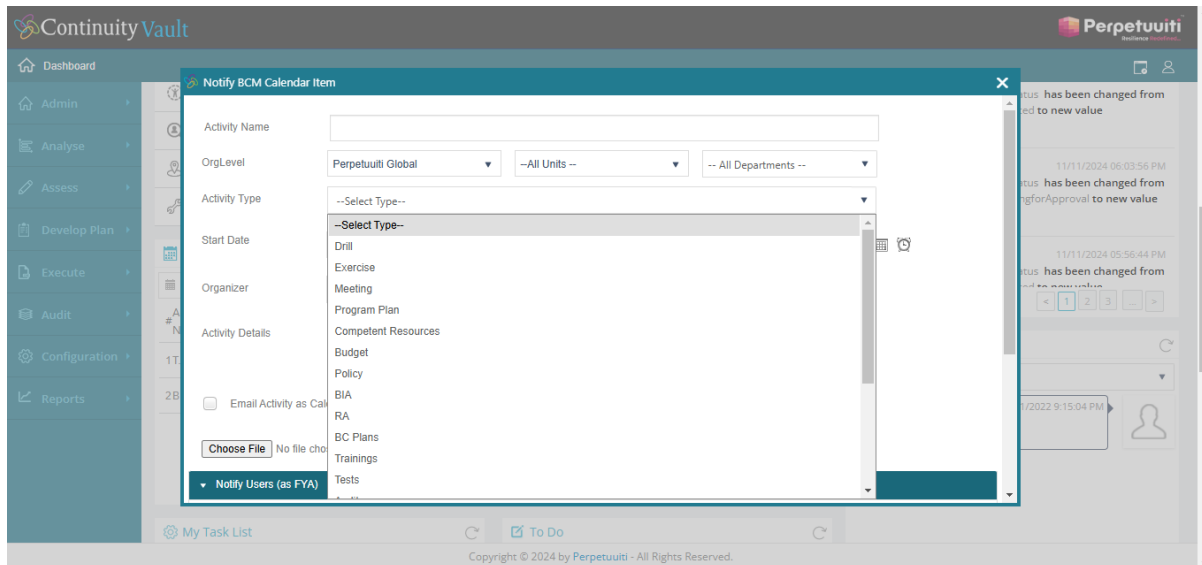 Continuity Vault
Perpetuuiti
Dashboard
Admin
Analyse
Assess
Develop Plan
Execute
Audit
Configuration
Reports
Notify BCM Calendar Item
Activity Name
OrgLevel
Perpetuuiti Global
--All Units --
-- All Departments --
Activity Type
--Select Type--
--Select Type--
Drill
Exercise
Meeting
Program Plan
Competent Resources
Budget
Policy
BIA
RA
BC Plans
Trainings
Tests
Start Date
Organizer
Activity Details
Email Activity as Cal
Choose File No file cho
Notify Users (as FYA)
has been changed from
to new value
11/11/2024 06:03:56 PM
itus has been changed from
ngforApproval to new value
11/11/2024 05:56:44 PM
itus has been changed from
< 1 2 3 ... >
1/2022 9:15:04 PM
#
1T
2B
My Task List
To Do
Copyright © 2024 by Perpetuuiti - All Rights Reserved.